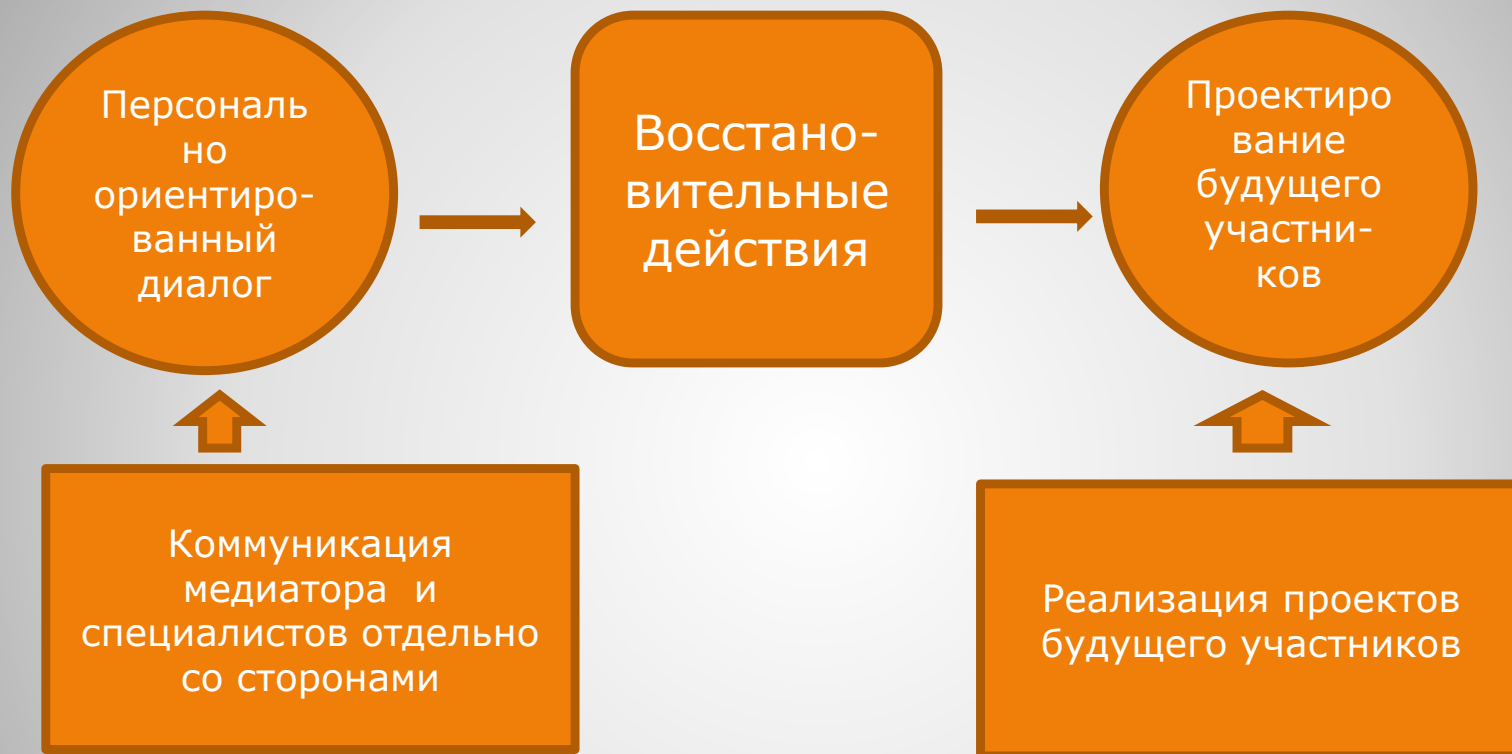 Персональ
но
ориентиро-
ванный
диалог
Восстано-
вительные
действия
Проектиро
вание
будущего
участни-
ков
Коммуникация
медиатора и
специалистов отдельно
со сторонами
Реализация проектов
будущего участников